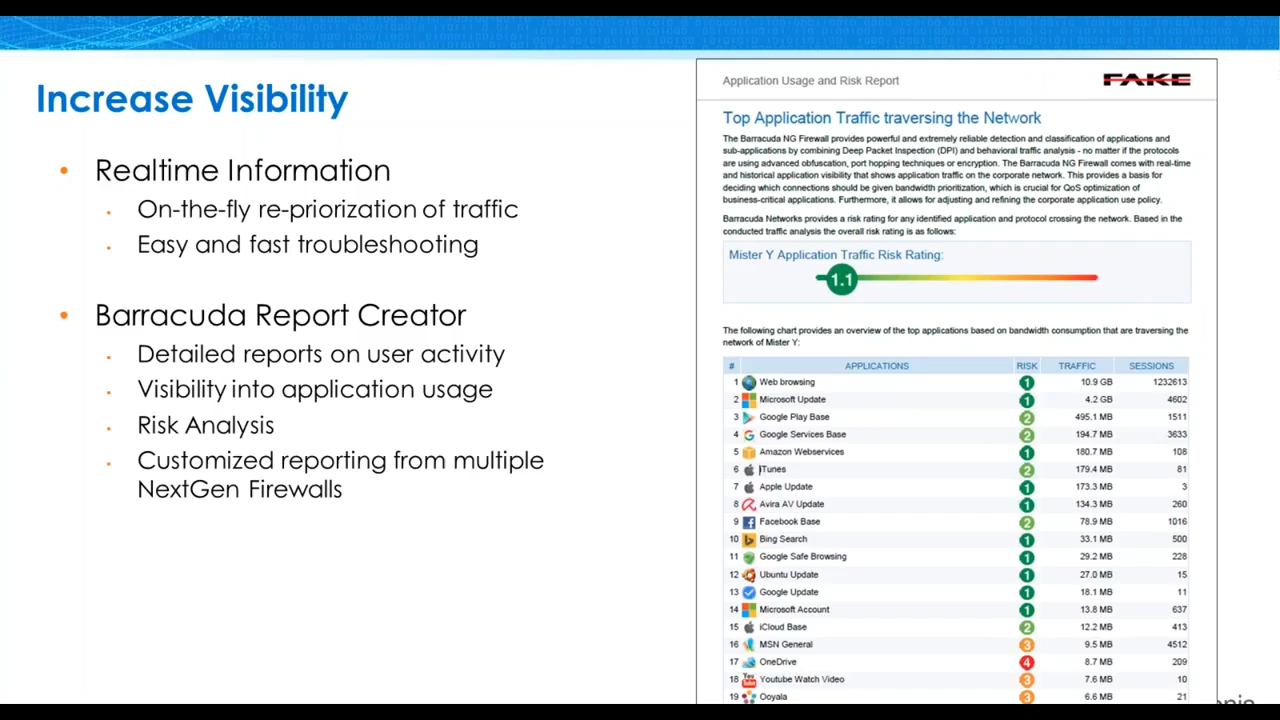 Increase Visibility
• Realtime Information
• On-the-fly re-priorization of traffic
• Easy and fast troubleshooting
• Barracuda Report Creator
• Detailed reports on user activity
• Visibility into application usage
• Risk Analysis
• Customized reporting from multiple
NextGen Firewalls
Application Usage and Risk Report
FAKE
Top Application Traffic traversing the Network
The Barracuda NG Firewall provides powerful and extremely reliable detection and classification of applications and
sub-applications by combining Deep Packet Inspection (DPI) and behavioral traffic analysis - no matter if the protocols
are using advanced obfuscation, port hopping techniques or encryption. The Barracuda NG Firewall comes with real-time
and historical application visibility that shows application traffic on the corporate network. This provides a basis for
deciding which connections should be given bandwidth prioritization, which is crucial for QoS optimization of
business-critical applications. Furthermore, it allows for adjusting and refining the corporate application use policy.
Barracuda Networks provides a risk rating for any identified application and protocol crossing the network. Based in the
conducted traffic analysis the overall risk rating is as follows:
Mister Y Application Traffic Risk Rating:
1.1
The following chart provides an overview of the top applications based on bandwidth consumption that are traversing the
network of Mister Y:
# APPLICATIONS RISK TRAFFIC SESSIONS
1 Web browsing 1 10.9 GB 1232613
2 Microsoft Update 1 4.2 GB 4602
3 Google Play Base 2 495.1 MB 1511
4 Google Services Base 2 194.7 MB 3633
5 Amazon Webservices 1 180.7 MB 108
6 iTunes 2 179.4 MB 81
7 Apple Update 1 173.3 MB 3
8 Avira AV Update 1 134.3 MB 260
9 Facebook Base 2 78.9 MB 1016
10 Bing Search 1 33.1 MB 500
11 Google Safe Browsing 1 29.2 MB 228
12 Ubuntu Update 1 27.0 MB 15
13 Google Update 1 18.1 MB 11
14 Microsoft Account 1 13.8 MB 637
15 iCloud Base 2 12.2 MB 413
16 MSN General 3 9.5 MB 4512
17 OneDrive 4 8.7 MB 209
18 Youtube Watch Video 3 7.6 MB 10
19 Ooyala 3 6.6 MB 21